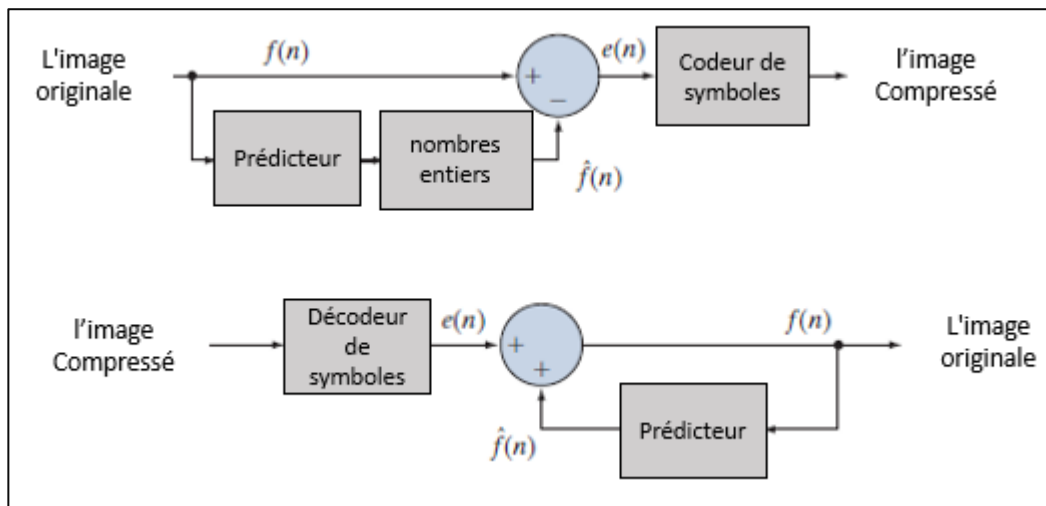 L'image
originale
f(n)
+
−
e(n)
Codeur de
symboles
l’image
Compressé
Prédicteur
nombres
entiers
f̂(n)
l’image
Compressé
Décodeur
de
symboles
e(n)
+
+
f(n)
L'image
originale
f̂(n)
Prédicteur